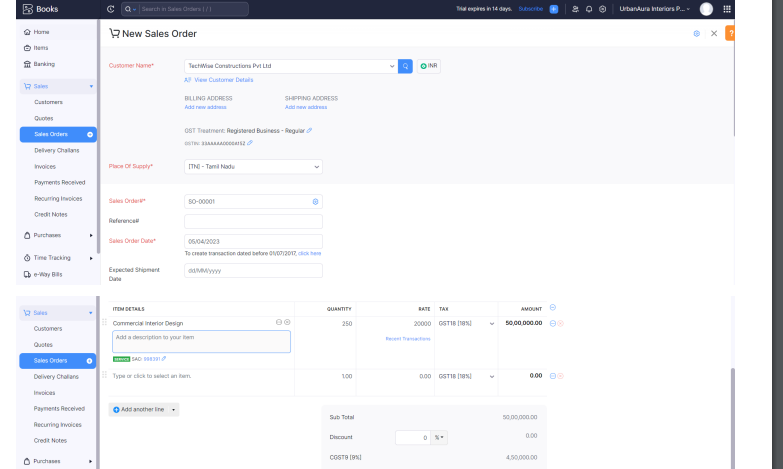 Books
Search in Sales Orders ( / )
Trial expires in 14 days. Subscribe
UrbanAura Interiors P...
Home
Items
Banking
Sales
Customers
Quotes
Sales Orders
Delivery Challans
Invoices
Payments Received
Recurring Invoices
Credit Notes
Purchases
Time Tracking
e-Way Bills
New Sales Order
?
Customer Name*
TechWise Constructions Pvt Ltd
INR
View Customer Details
BILLING ADDRESS SHIPPING ADDRESS
Add new address Add new address
GST Treatment: Registered Business - Regular
GSTIN: 33AAAAA0000A15Z
Place Of Supply*
[TN] - Tamil Nadu
Sales Order#*
SO-00001
Reference#
Sales Order Date*
05/04/2023
To create transaction dated before 01/07/2017, click here
Expected Shipment
Date
dd/MM/yyyy
Sales
Customers
Quotes
Sales Orders
Delivery Challans
Invoices
Payments Received
Recurring Invoices
Credit Notes
Purchases
ITEM DETAILS QUANTITY RATE TAX AMOUNT
Commercial Interior Design 250 20000 GST18 [18%] 50,00,000.00
Add a description to your item
Recent Transactions
SERVICE SAC: 998391
Type or click to select an item. 1.00 0.00 GST18 [18%] 0.00
Add another line
Sub Total 50,00,000.00
Discount 0 % 0.00
CGST9 [9%] 4,50,000.00